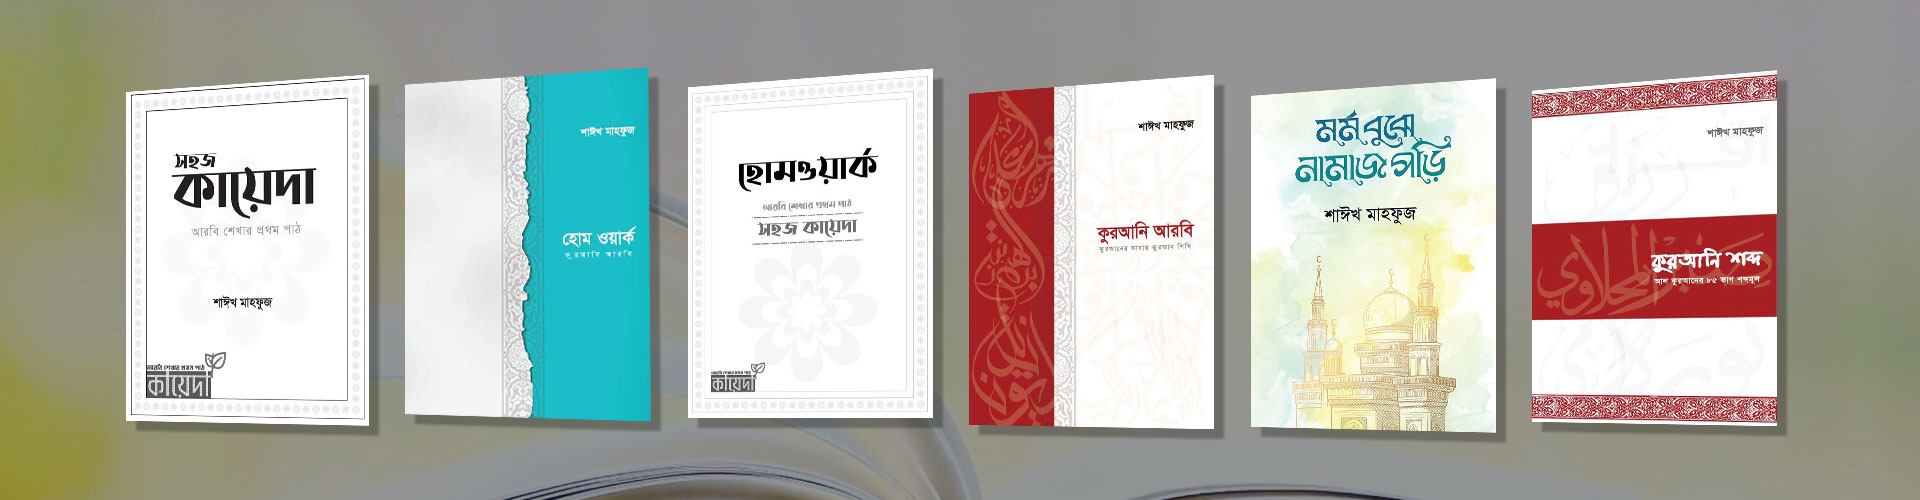 সহজ
কায়েদা
আরবি শেখার প্রথম পাঠ
শাঈখ মাহফুজ
আরবি শেখার প্রথম পাঠ
কায়েদা
শাঈখ মাহফুজ
হোম ওয়ার্ক
কুরআনি আরবি
হোমওয়ার্ক
আরবি শেখার প্রথম পাঠ
সহজ কায়েদা
আরবি শেখার প্রথম পাঠ
কায়েদা
শাঈখ মাহফুজ
কুরআনি আরবি
কুরআনের ভাষায় কুরআন শিখি
মর্ম বুঝে
নামাজ পড়ি
শাঈখ মাহফুজ
শাঈখ মাহফুজ
কুরআনি শব্দ
আল কুরআনের ৮৫ ভাগ শব্দমূল